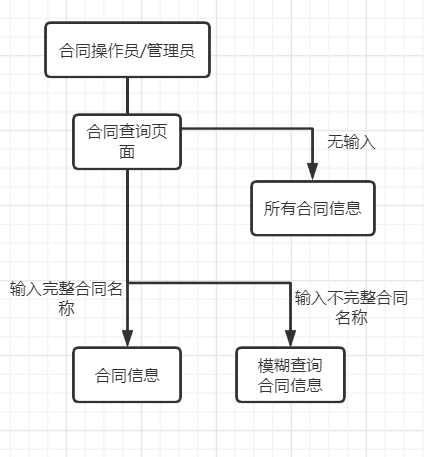 合同操作员/管理员
合同查询页
面
无输入
所有合同信息
输入完整合同名
称
输入不完整合同
名称
合同信息
模糊查询
合同信息